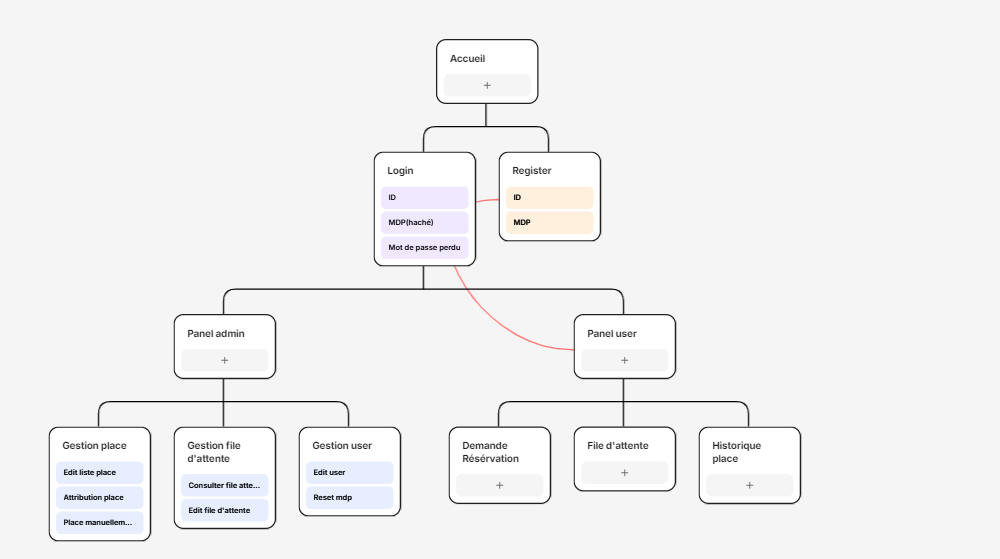 Accueil
+
Login
ID
MDP(haché)
Mot de passe perdu
Register
ID
MDP
Panel admin
+
Panel user
+
Gestion place
Edit liste place
Attribution place
Place manuellem...
Gestion file
d'attente
Consulter file atte...
Edit file d'attente
Gestion user
Edit user
Reset mdp
Demande
Résérvation
+
File d'attente
+
Historique
place
+